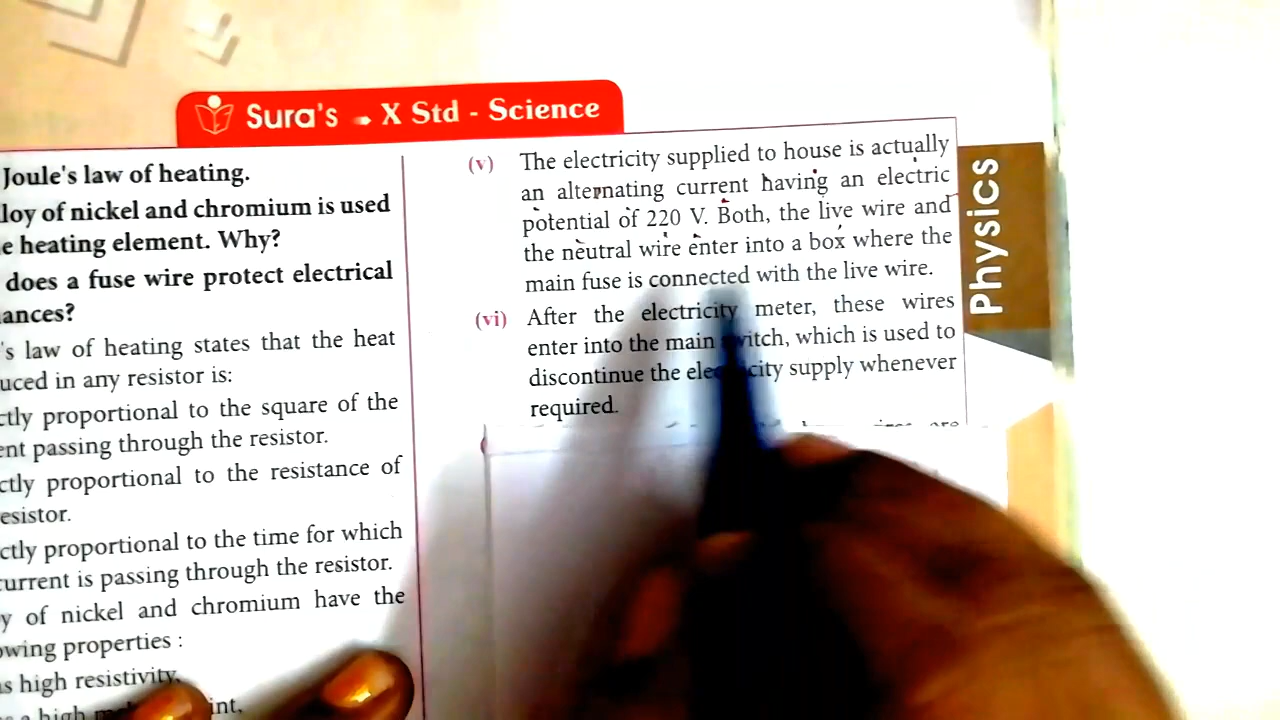 Sura's → X Std - Science
Joule's law of heating.
loy of nickel and chromium is used
e heating element. Why?
does a fuse wire protect electrical
ances?
's law of heating states that the heat
uced in any resistor is:
ctly proportional to the square of the
ent passing through the resistor.
ctly proportional to the resistance of
esistor.
ctly proportional to the time for which
current is passing through the resistor.
y of nickel and chromium have the
owing properties :
s high resistivity.
a high int,
(v) The electricity supplied to house is actually
an alternating current having an electric
potential of 220 V. Both, the live wire and
the neutral wire enter into a box where the
main fuse is connected with the live wire.
(vi) After the electricity meter, these wires
enter into the main switch, which is used to
discontinue the electricity supply whenever
required.
Physics